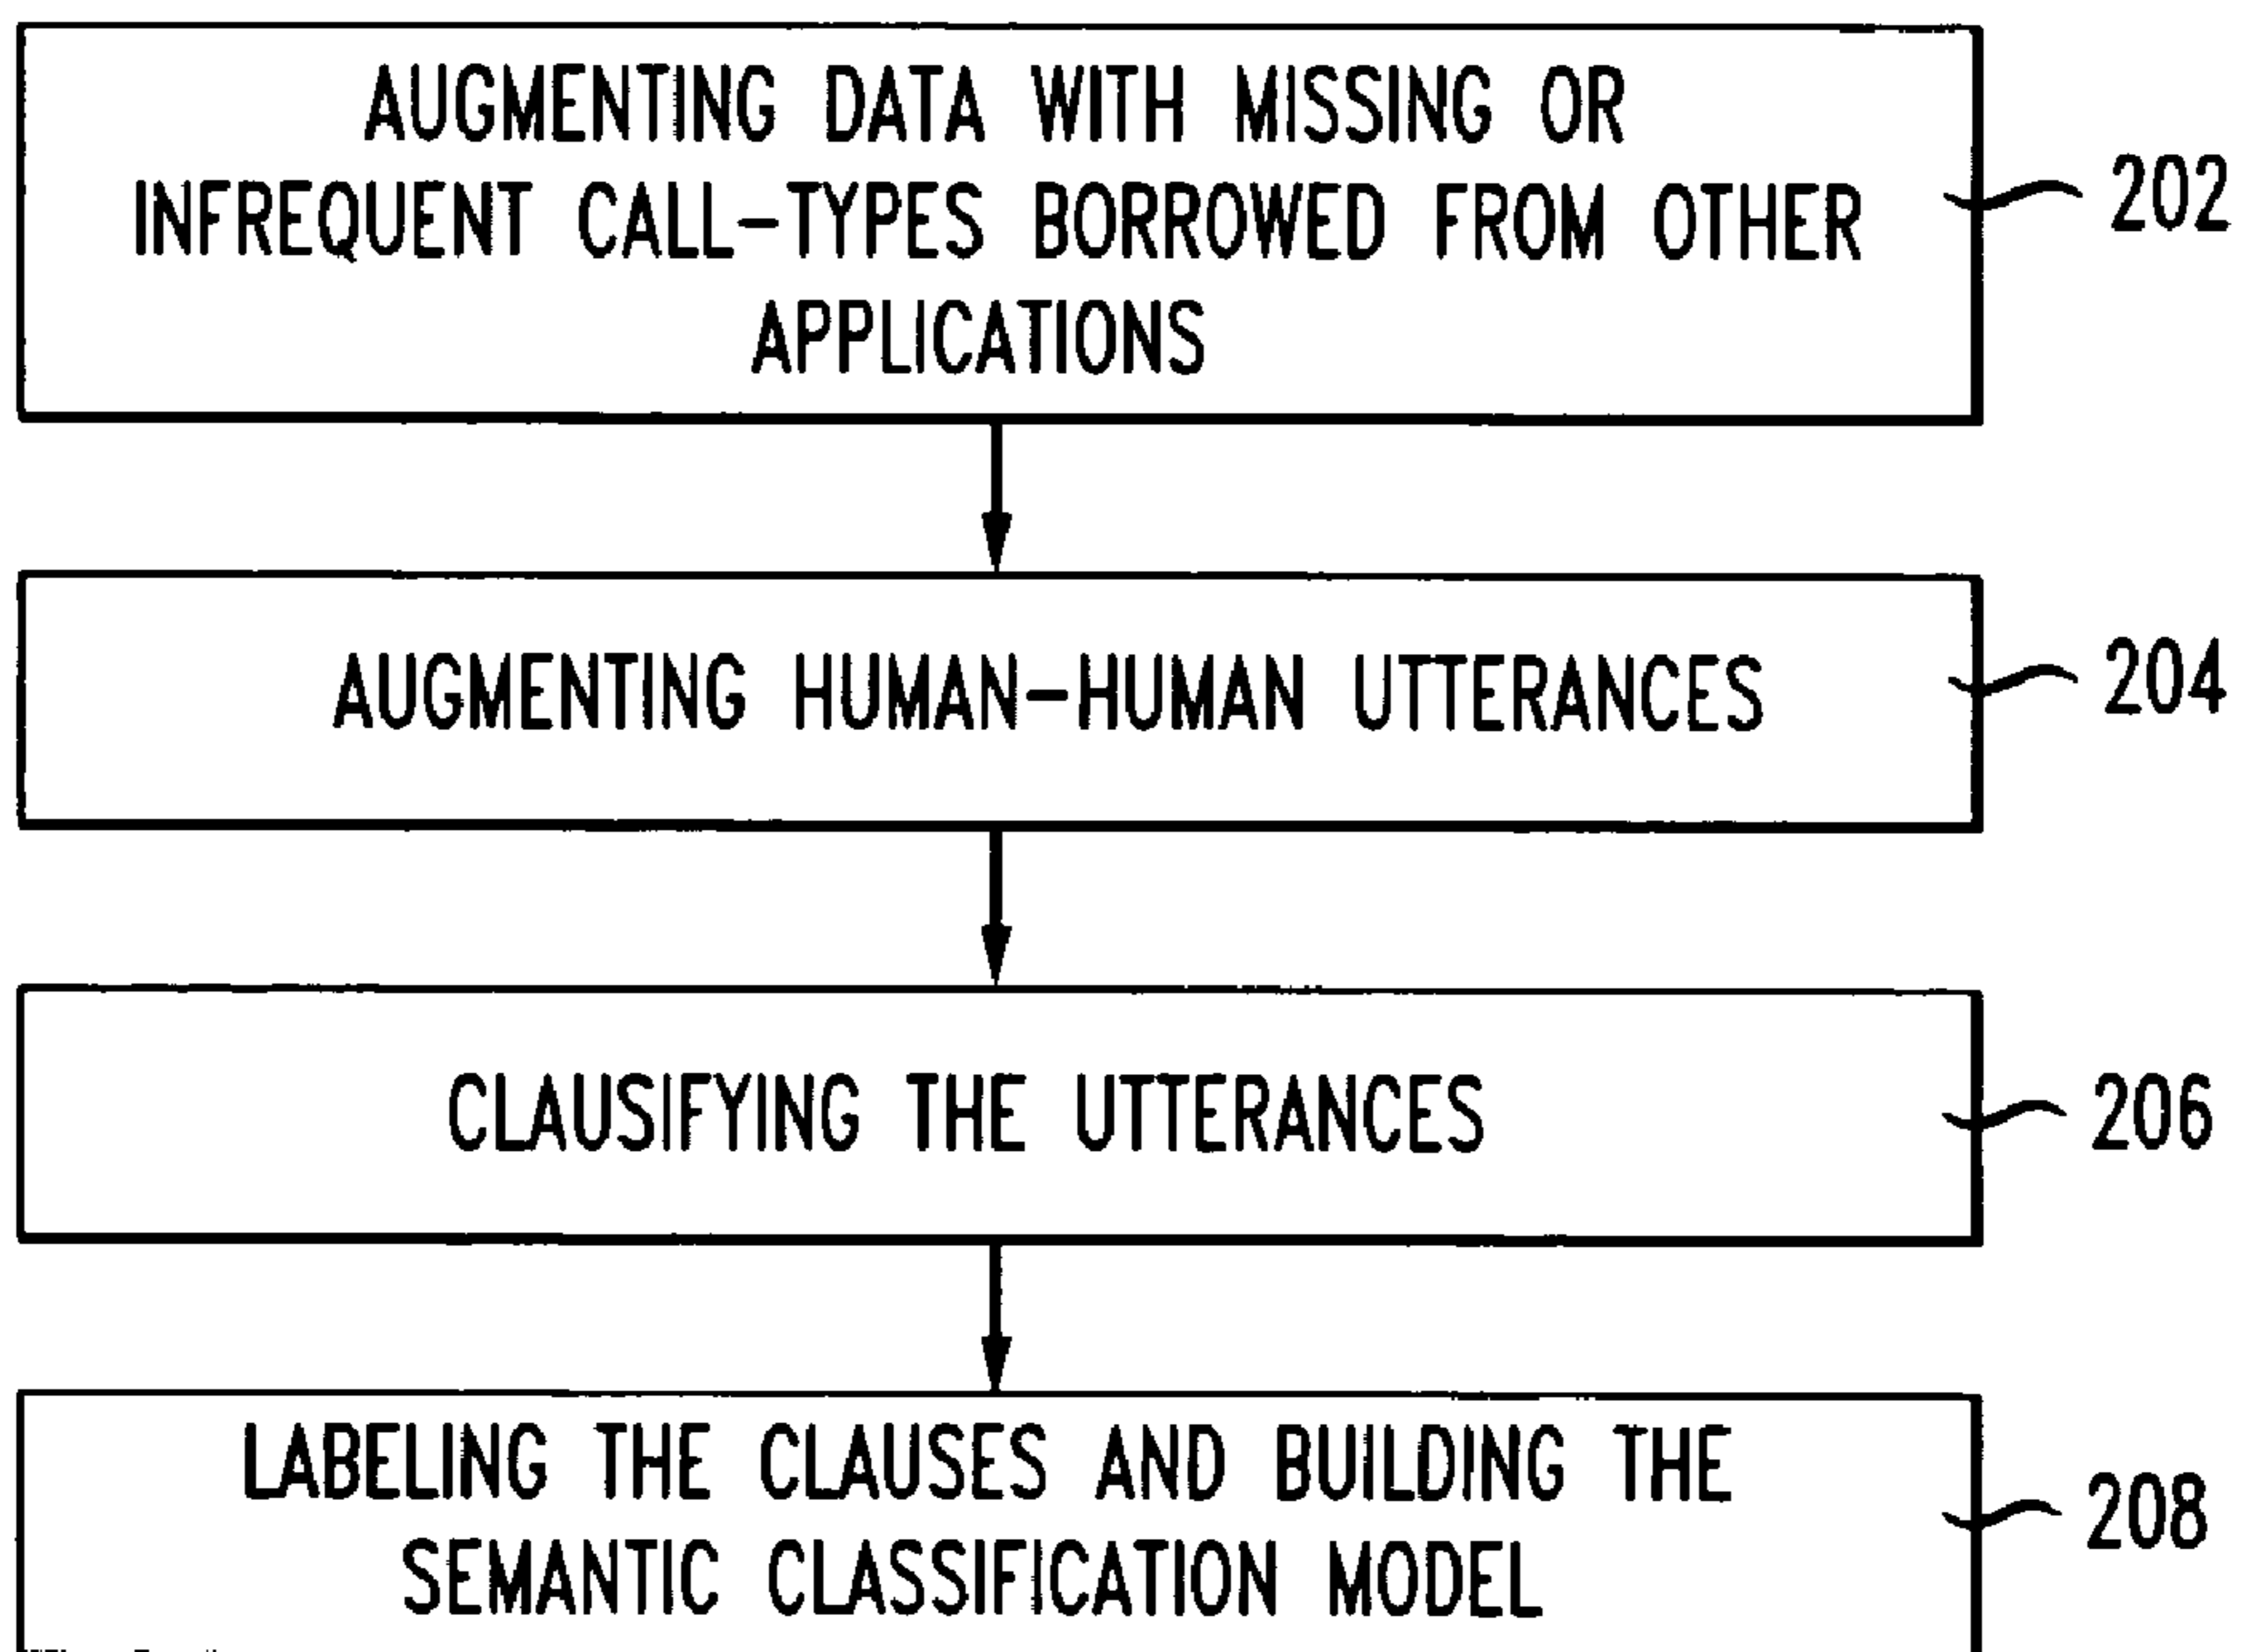 AUGMENTING DATA WITH MISSING OR
INFREQUENT CALL-TYPES BORROWED FROM OTHER
APPLICATIONS
202
AUGMENTING HUMAN-HUMAN UTTERANCES
204
CLAUSIFYING THE UTTERANCES
206
LABELING THE CLAUSES AND BUILDING THE
SEMANTIC CLASSIFICATION MODEL
208